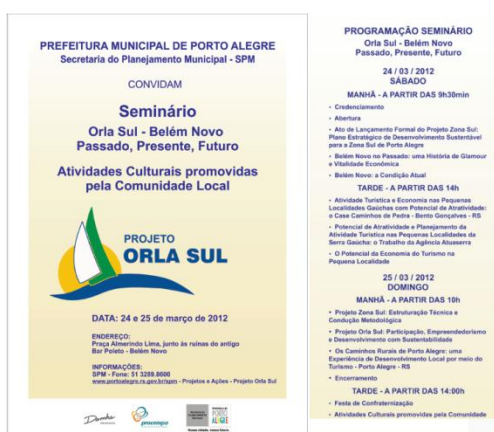 PREFEITURA MUNICIPAL DE PORTO ALEGRE
Secretaria do Planejamento Municipal - SPM
CONVIDAM
Seminário
Orla Sul - Belém Novo
Passado, Presente, Futuro
Atividades Culturais promovidas
pela Comunidade Local
PROJETO
ORLA SUL
DATA: 24 e 25 de março de 2012
ENDEREÇO:
Praça Almerindo Lima, junto às ruínas do antigo
Bar Poleto - Belém Novo
INFORMAÇÕES:
SPM - Fone: 51 3289.8600
www.portoalegre.rs.gov.br/spm - Projetos e Ações - Projeto Orla Sul
procempa
PORTO
ALEGRE
PROGRAMAÇÃO SEMINÁRIO
Orla Sul - Belém Novo
Passado, Presente, Futuro
24 / 03 / 2012
SÁBADO
MANHÃ - A PARTIR DAS 9h30min
- Credenciamento
- Abertura
- Ato de Lançamento Formal do Projeto Zona Sul:
Plano Estratégico de Desenvolvimento Sustentável
para a Zona Sul de Porto Alegre
- Belém Novo no Passado: uma História de Glamour
e Vitalidade Econômica
- Belém Novo: a Condição Atual
TARDE - A PARTIR DAS 14h
- Atividade Turística e Economia nas Pequenas
Localidades Gaúchas com Potencial de Atratividade:
o Case Caminhos de Pedra - Bento Gonçalves - RS
- Potencial de Atratividade e Planejamento da
Atividade Turística nas Pequenas Localidades da
Serra Gaúcha: o Trabalho da Agência Atuaserra
- O Potencial da Economia do Turismo na
Pequena Localidade
25 / 03 / 2012
DOMINGO
MANHÃ - A PARTIR DAS 10h
• Projeto Zona Sul: Estruturação Técnica e
Condução Metodológica
• Projeto Orla Sul: Participação, Empreendedorismo
e Desenvolvimento com Sustentabilidade
• Os Caminhos Rurais de Porto Alegre: uma
Experiência de Desenvolvimento Local por meio do
Turismo - Porto Alegre - RS
• Encerramento
TARDE - A PARTIR DAS 14:00h
- Festa de Confraternização
- Atividades Culturais promovidas pela Comunidade